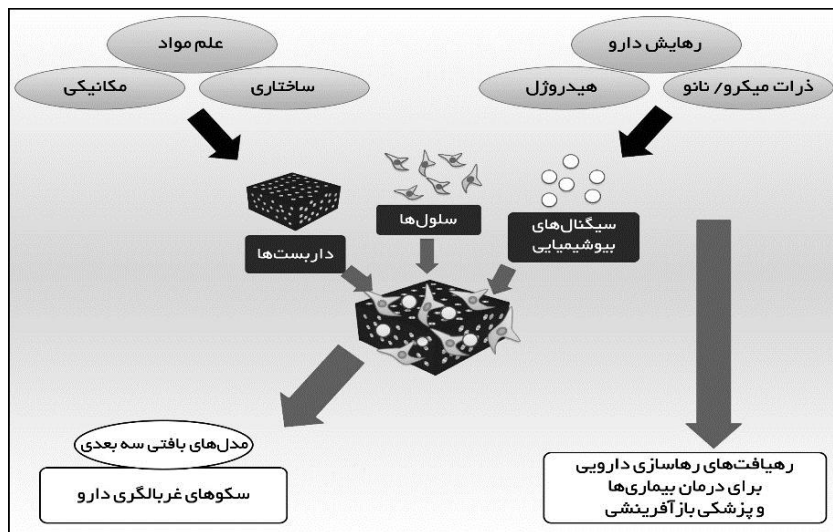 رهایش دارو
هیدروژل
ذرات میکرو/ نانو
علم مواد
ساختاری
مکانیکی
سیگنال‌های
بیوشیمیایی
سلول‌ها
داربست‌ها
رهیافت‌های رهاسازی دارویی
برای درمان بیماری‌ها
و پزشکی بازآفرینشی
مدل‌های بافتی سه بعدی
سکوهای غربالگری دارو